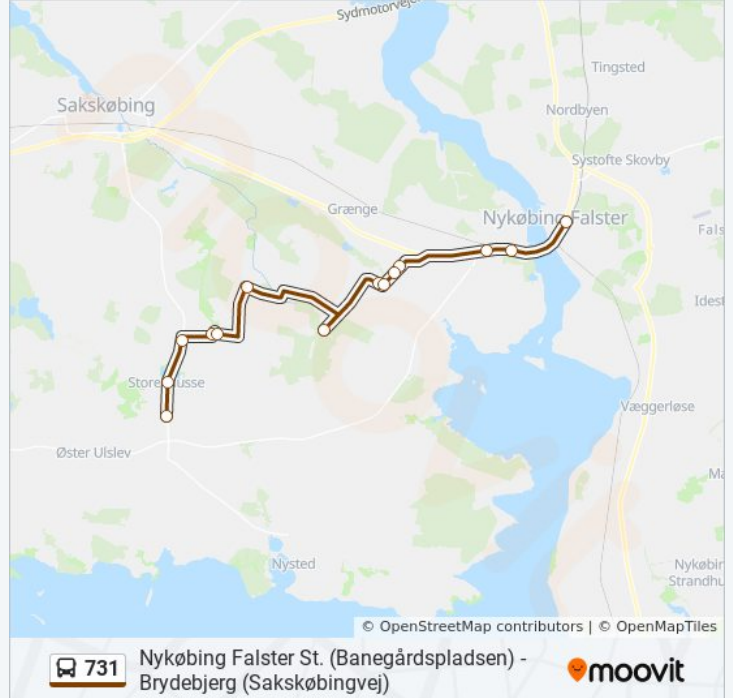 Sydmotorvejen
Tingsted
Sakskøbing
Nordbyen
Systofte Skovby
Grænge
Nykøbing Falster
Fals
Idest
Store Musse
Væggerløse
Øster Ulslev
Ma
Nysted
Nykøbin
Strandhu
© OpenStreetMap contributors | © OpenMapTiles
731
Nykøbing Falster St. (Banegårdspladsen) -
Brydebjerg (Sakskøbingvej)
moovit